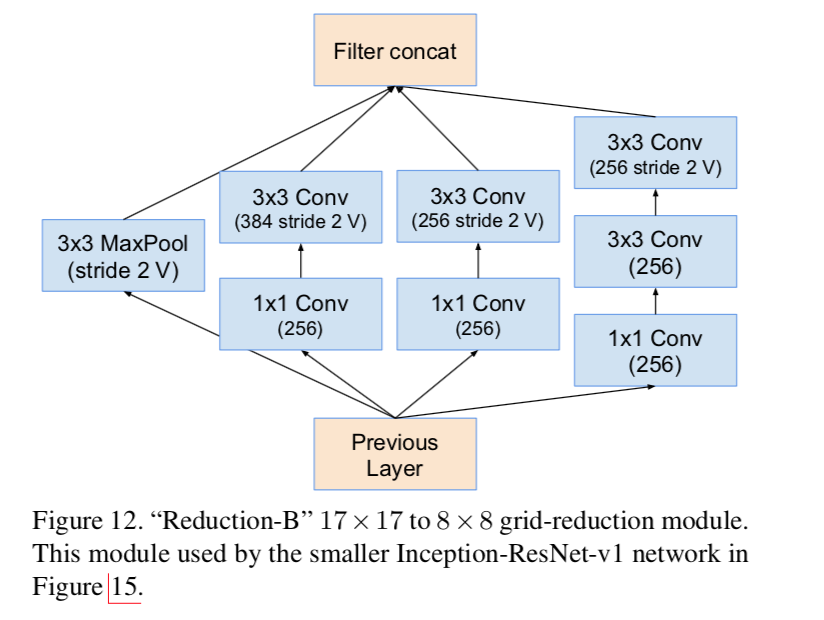 Filter concat
3x3 Conv
(256 stride 2 V)
3x3 Conv
(384 stride 2 V)
3x3 Conv
(256 stride 2 V)
3x3 MaxPool
(stride 2 V)
3x3 Conv
(256)
1x1 Conv
(256)
1x1 Conv
(256)
1x1 Conv
(256)
Previous
Layer
Figure 12. “Reduction-B” 17 × 17 to 8 × 8 grid-reduction module.
This module used by the smaller Inception-ResNet-v1 network in
Figure 15.